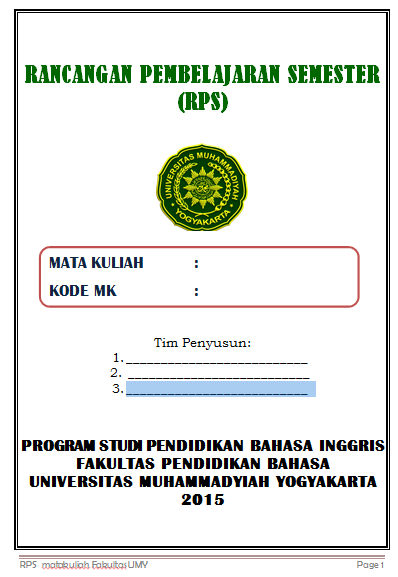 RANCANGAN PEMBELAJARAN SEMESTER
(RPS)
UNIVERSITAS MUHAMMADIYAH
YOGYAKARTA
MATA KULIAH :
KODE MK :
Tim Penyusun:
1. ___________________________
2. ___________________________
3. ___________________________
PROGRAM STUDI PENDIDIKAN BAHASA INGGRIS
FAKULTAS PENDIDIKAN BAHASA
UNIVERSITAS MUHAMMADYIAH YOGYAKARTA
2015
RPS matakuliah Fakultas UMY Page 1